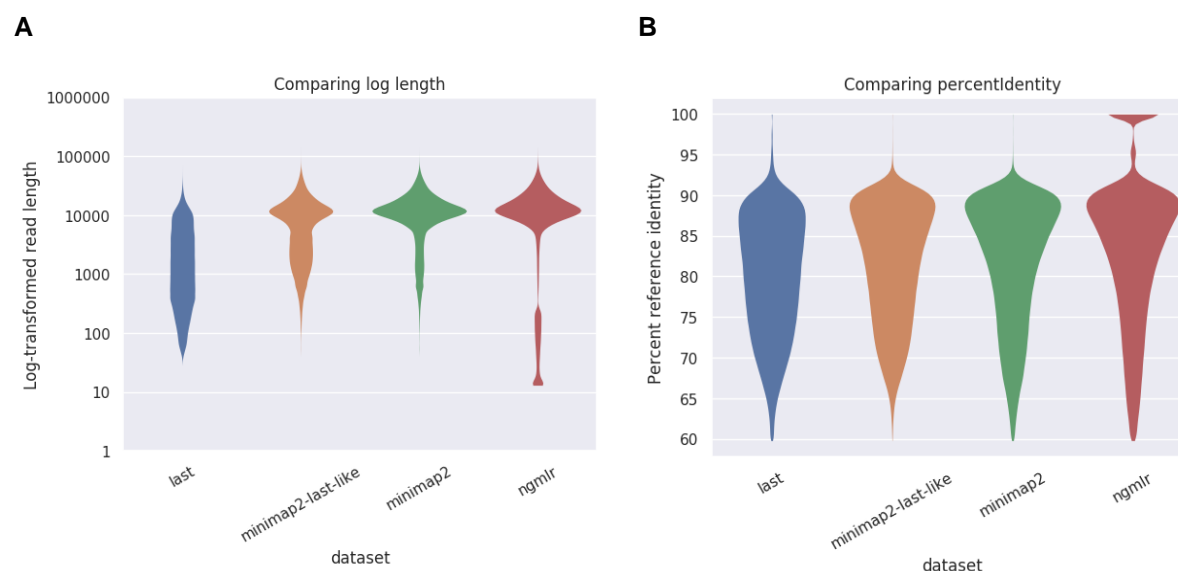 A
Comparing log length
Log-transformed read length
1000000
100000
10000
1000
100
10
1
last
minimap2-last-like
minimap2
ngmlr
dataset
B
Comparing percentIdentity
Percent reference identity
100
95
90
85
80
75
70
65
60
last
minimap2-last-like
minimap2
ngmlr
dataset